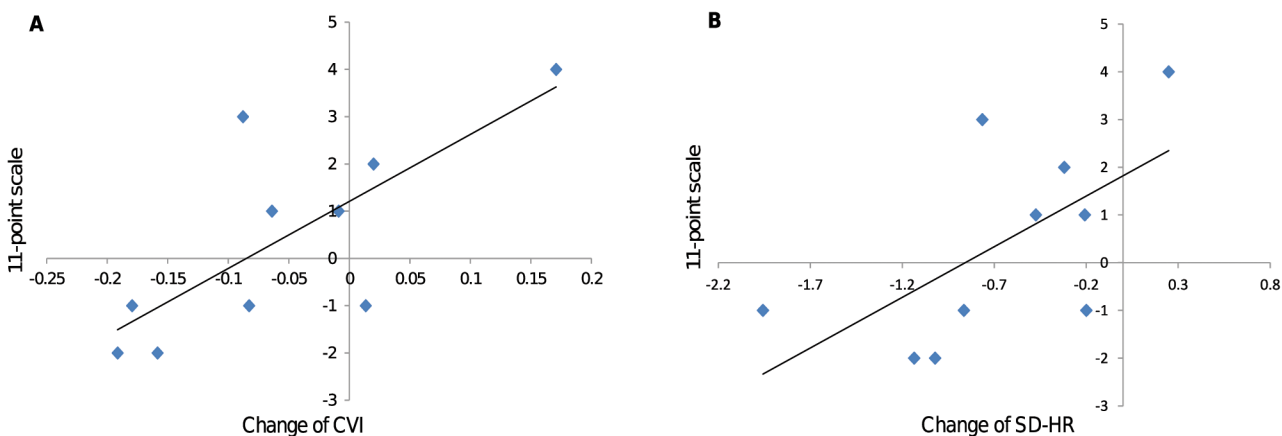 A
5
4
3
2
1
0
-1
-2
-3
-0.25 -0.2 -0.15 -0.1 -0.05 0 0.05 0.1 0.15 0.2
11-point scale
Change of CVI
B
5
4
3
2
1
0
-1
-2
-3
-2.2 -1.7 -1.2 -0.7 -0.2 0.3 0.8
11-point scale
Change of SD-HR